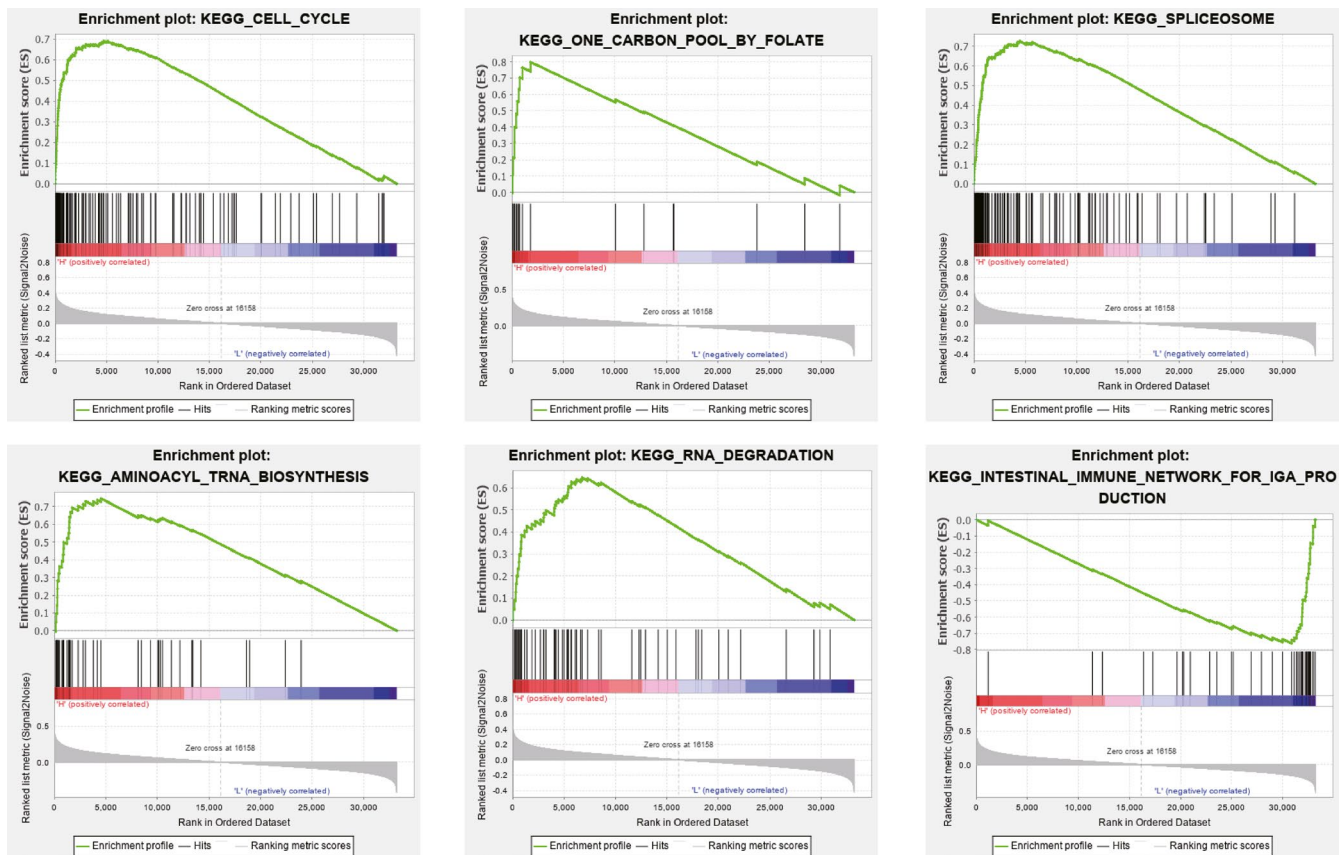 Enrichment plot: KEGG_CELL_CYCLE
Enrichment score (ES)
0.7
0.6
0.5
0.4
0.3
0.2
0.1
0.0
'H' (positively correlated)
Ranked list metric (Signal2Noise)
0.8
0.6
0.4
0.2
0.0
-0.2
-0.4
Zero cross at 16158
'L' (negatively correlated)
0 5,000 10,000 15,000 20,000 25,000 30,000
Rank in Ordered Dataset
Enrichment profile Hits Ranking metric scores
Enrichment plot:
KEGG_ONE_CARBON_POOL_BY_FOLATE
Enrichment score (ES)
0.8
0.7
0.6
0.5
0.4
0.3
0.2
0.1
0.0
'H' (positively correlated)
Ranked list metric (Signal2Noise)
0.5
0.0
Zero cross at 16158
'L' (negatively correlated)
0 5,000 10,000 15,000 20,000 25,000 30,000
Rank in Ordered Dataset
Enrichment profile Hits Ranking metric scores
Enrichment plot: KEGG_SPLICEOSOME
Enrichment score (ES)
0.7
0.6
0.5
0.4
0.3
0.2
0.1
0.0
'H' (positively correlated)
Ranked list metric (Signal2Noise)
0.8
0.6
0.4
0.2
0.0
-0.2
-0.4
Zero cross at 16158
'L' (negatively correlated)
0 5,000 10,000 15,000 20,000 25,000 30,000
Rank in Ordered Dataset
Enrichment profile Hits Ranking metric scores
Enrichment plot:
KEGG_AMINOACYL_TRNA_BIOSYNTHESIS
Enrichment score (ES)
0.7
0.6
0.5
0.4
0.3
0.2
0.1
0.0
'H' (positively correlated)
Ranked list metric (Signal2Noise)
0.5
0.0
Zero cross at 16158
'L' (negatively correlated)
0 5,000 10,000 15,000 20,000 25,000 30,000
Rank in Ordered Dataset
Enrichment profile Hits Ranking metric scores
Enrichment plot: KEGG_RNA_DEGRADATION
Enrichment score (ES)
0.6
0.5
0.4
0.3
0.2
0.1
0.0
'H' (positively correlated)
Ranked list metric (Signal2Noise)
0.8
0.6
0.4
0.2
0.0
-0.2
-0.4
Zero cross at 16158
'L' (negatively correlated)
0 5,000 10,000 15,000 20,000 25,000 30,000
Rank in Ordered Dataset
Enrichment profile Hits Ranking metric scores
Enrichment plot:
KEGG_INTESTINAL_IMMUNE_NETWORK_FOR_IGA_PRO
DUCTION
Enrichment score (ES)
0.0
-0.1
-0.2
-0.3
-0.4
-0.5
-0.6
-0.7
-0.8
'H' (positively correlated)
Ranked list metric (Signal2Noise)
0.5
0.0
Zero cross at 16158
'L' (negatively correlated)
0 5,000 10,000 15,000 20,000 25,000 30,000
Rank in Ordered Dataset
Enrichment profile Hits Ranking metric scores